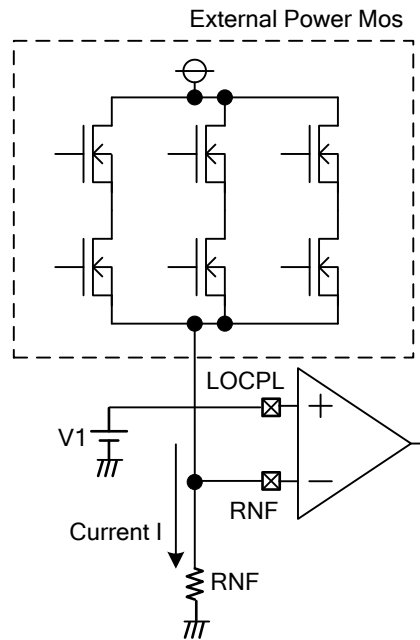 External Power Mos
LOCPL
+
V1
−
RNF
Current I
RNF